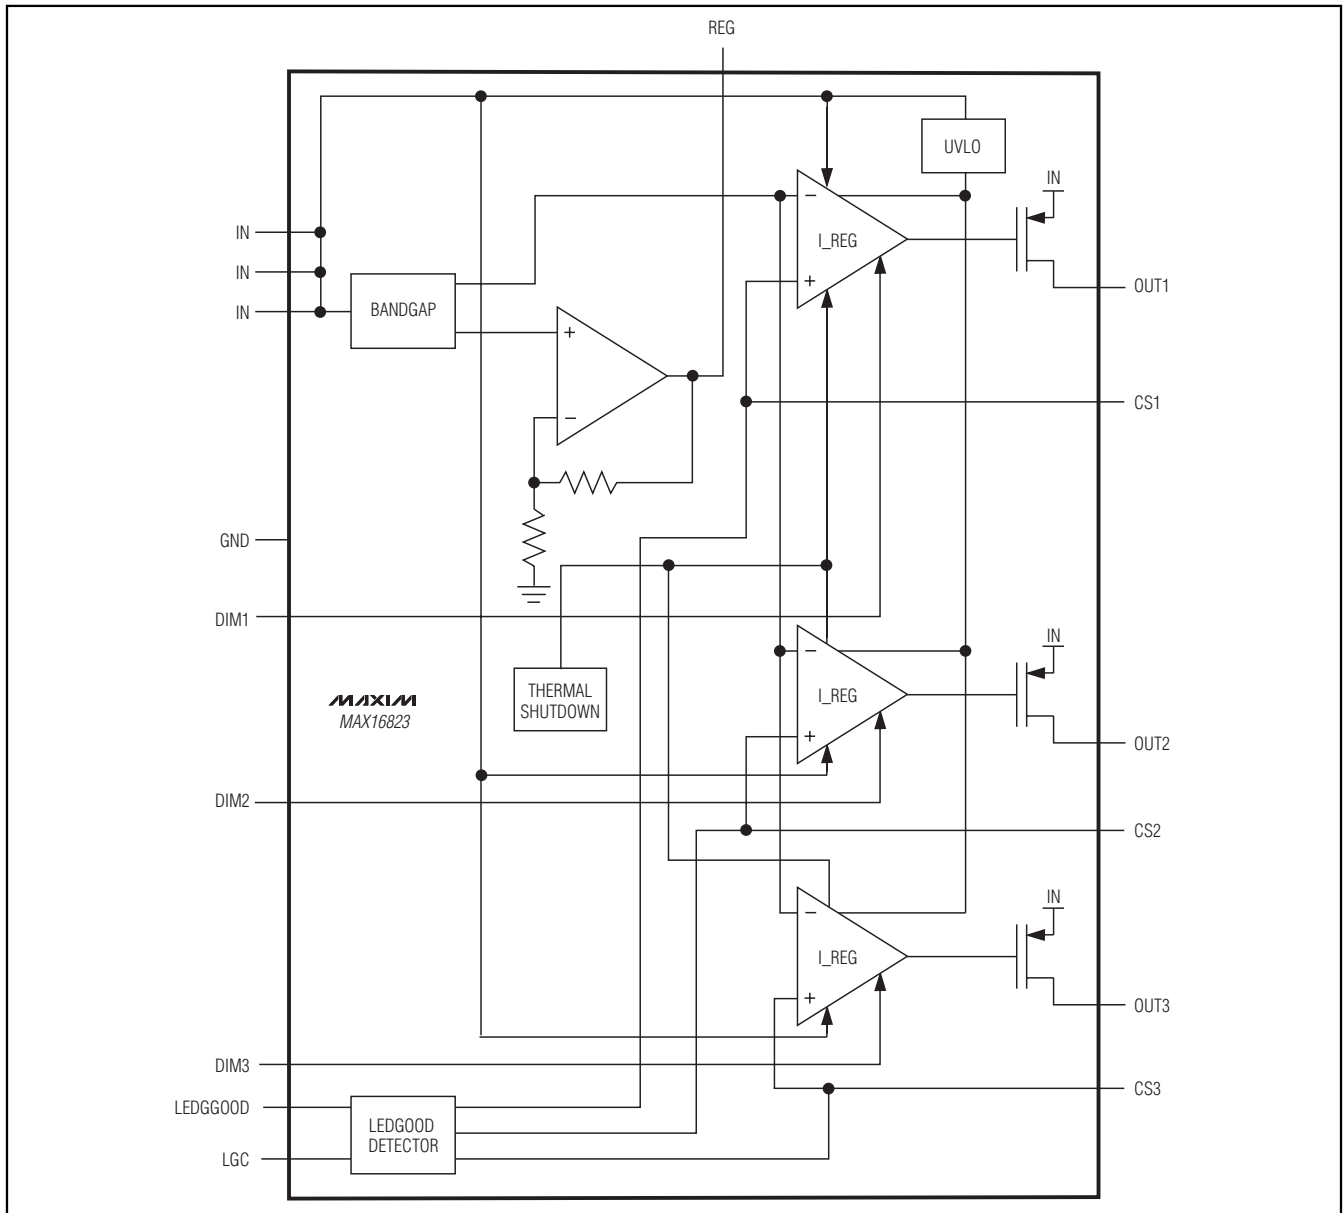 REG
UVLO
IN
IN
I_REG
−
+
IN
IN
BANDGAP
OUT1
+
−
CS1
GND
DIM1
IN
−
THERMAL
SHUTDOWN
I_REG
MAXIM
MAX16823
+
OUT2
DIM2
CS2
IN
−
I_REG
+
OUT3
DIM3
CS3
LEDGGOOD
LEDGOOD
DETECTOR
LGC